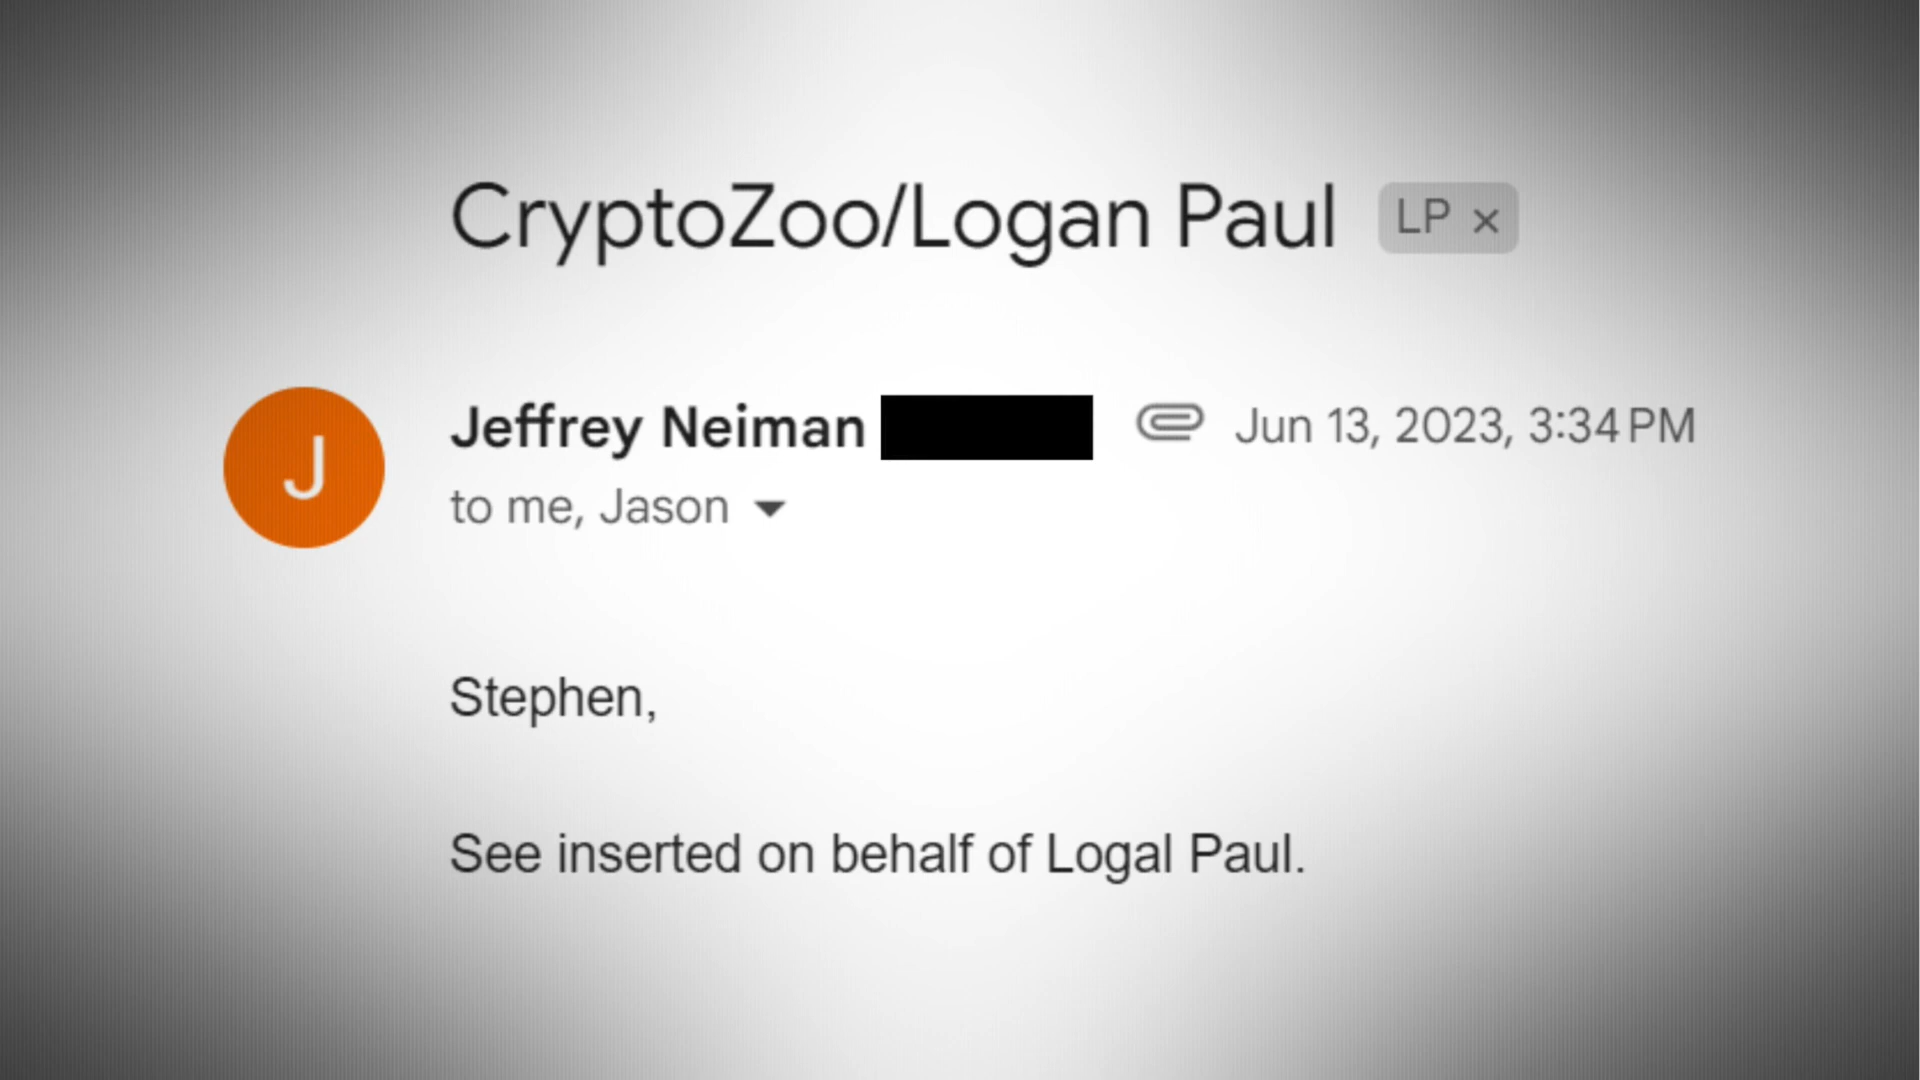 CryptoZoo/Logan Paul LP ×
J
Jeffrey Neiman Jun 13, 2023, 3:34 PM
to me, Jason
Stephen,
See inserted on behalf of Logal Paul.